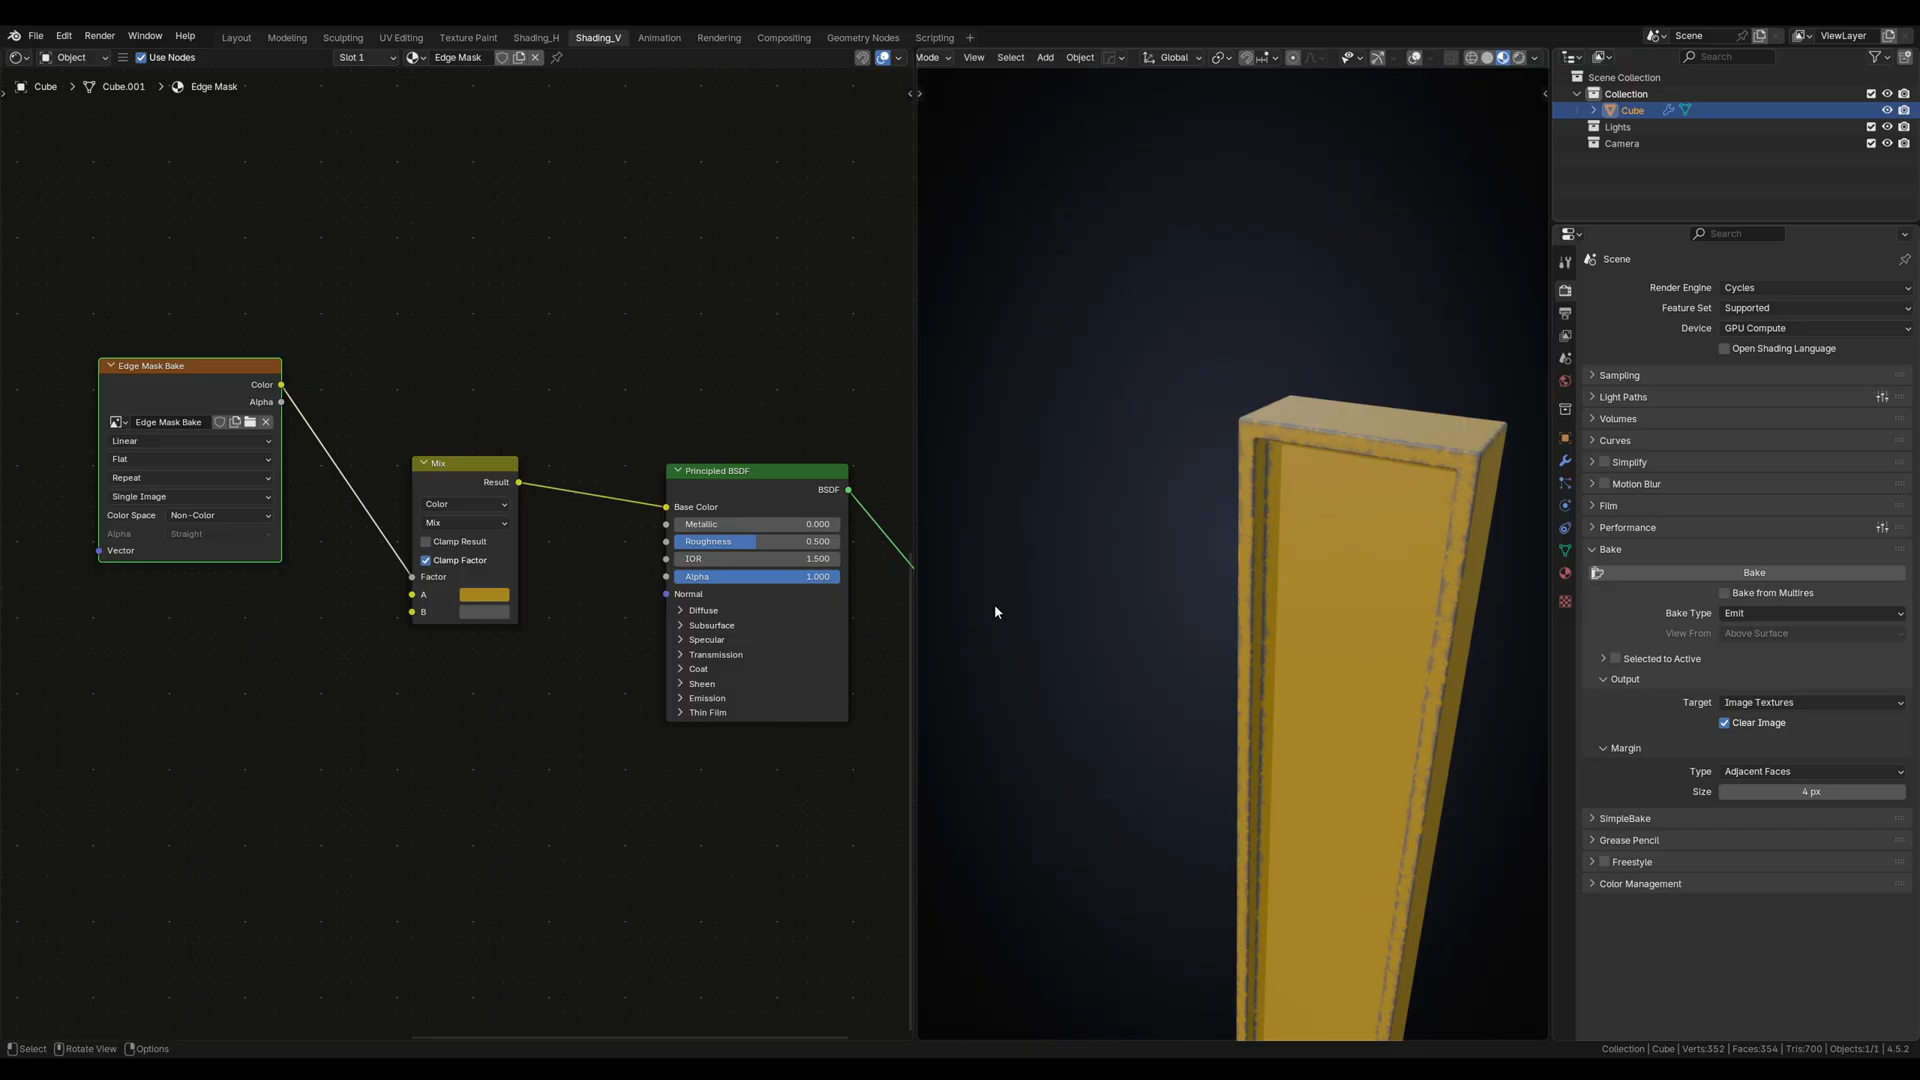 File Edit Render Window Help Layout Modeling Sculpting UV Editing Texture Paint Shading_H Shading_V Animation Rendering Compositing Geometry Nodes Scripting + Scene ViewLayer
Object Use Nodes Slot 1 Edge Mask
Mode View Select Add Object Global
Search
Cube > Cube.001 > Edge Mask
Scene Collection
Collection
Cube
Lights
Camera
Edge Mask Bake
Color
Alpha
Edge Mask Bake
Linear
Flat
Repeat
Single Image
Color Space Non-Color
Alpha Straight
Vector
Mix
Result
Color
Mix
Clamp Result
Clamp Factor
Factor
A
B
Principled BSDF
BSDF
Base Color
Metallic 0.000
Roughness 0.500
IOR 1.500
Alpha 1.000
Normal
Diffuse
Subsurface
Specular
Transmission
Coat
Sheen
Emission
Thin Film
Search
Scene
Render Engine Cycles
Feature Set Supported
Device GPU Compute
Open Shading Language
Sampling
Light Paths
Volumes
Curves
Simplify
Motion Blur
Film
Performance
Bake
Bake
Bake from Multires
Bake Type Emit
View From Above Surface
Selected to Active
Output
Target Image Textures
Clear Image
Margin
Type Adjacent Faces
Size 4 px
SimpleBake
Grease Pencil
Freestyle
Color Management
Select Rotate View Options
Collection | Cube | Verts:352 | Faces:354 | Tris:700 | Objects:1/1 | 4.5.2